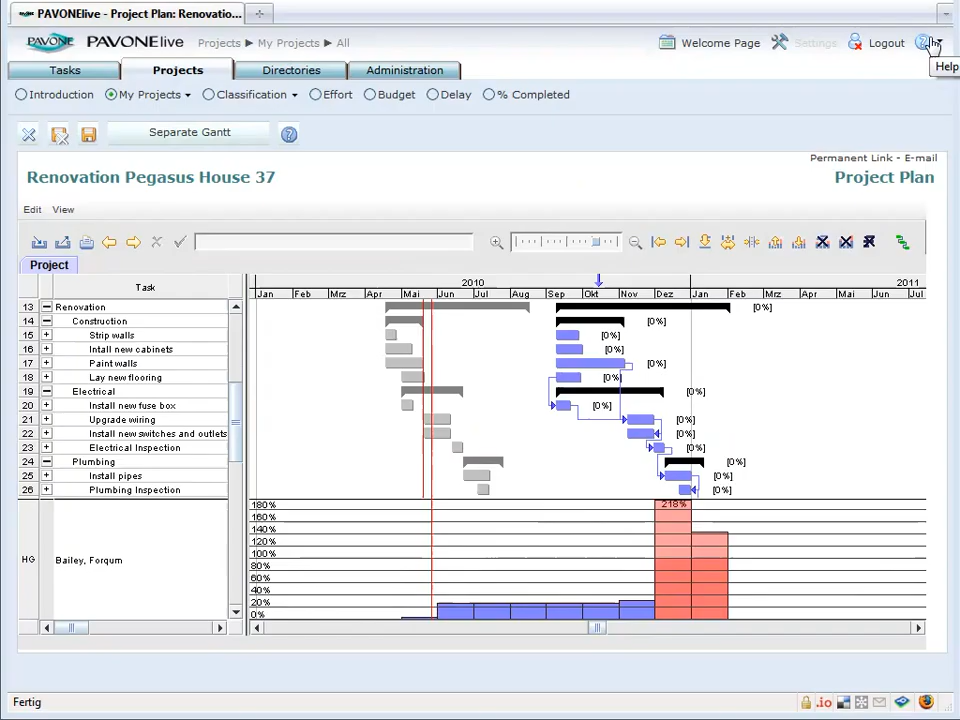 PAVONElive - Project Plan: Renovatio...
PAVONE PAVONElive Projects ▶ My Projects ▶ All Welcome Page Settings Logout
Help
Tasks Projects Directories Administration
Introduction My Projects Classification Effort Budget Delay % Completed
Separate Gantt
Permanent Link - E-mail
Renovation Pegasus House 37 Project Plan
Edit View
Project
Task 2010 2011
Jan Feb Mrz Apr Mai Jun Jul Aug Sep Okt Nov Dez Jan Feb Mrz Apr Mai Jun Jul
13 Renovation [0%]
14 Construction [0%]
15 Strip walls [0%]
16 Intall new cabinets [0%]
17 Paint walls [0%]
18 Lay new flooring [0%]
19 Electrical [0%]
20 Install new fuse box [0%]
21 Upgrade wiring [0%]
22 Install new switches and outlets [0%]
23 Electrical Inspection [0%]
24 Plumbing [0%]
25 Install pipes [0%]
26 Plumbing Inspection [0%]
180% 218%
160%
140%
120%
100%
HG Bailey, Forqum
80%
60%
40%
20%
0%
Fertig .io